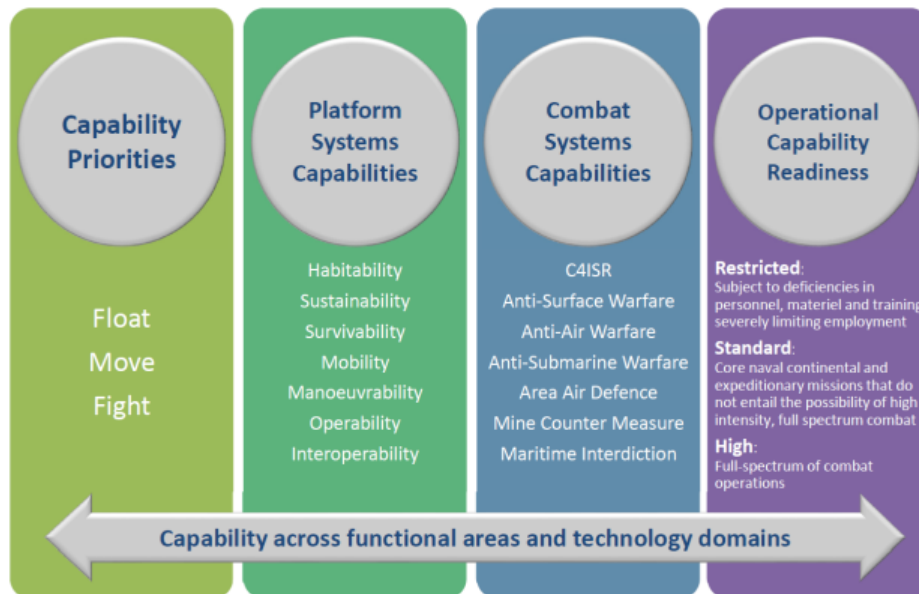 Capability
Priorities
Float
Move
Fight
Platform
Systems
Capabilities
Habitability
Sustainability
Survivability
Mobility
Manoeuvrability
Operability
Interoperability
Combat
Systems
Capabilities
C4ISR
Anti-Surface Warfare
Anti-Air Warfare
Anti-Submarine Warfare
Area Air Defence
Mine Counter Measure
Maritime Interdiction
Operational
Capability
Readiness
Restricted:
Subject to deficiencies in
personnel, materiel and training
severely limiting employment
Standard:
Core naval continental and
expeditionary missions that do
not entail the possibility of high
intensity, full spectrum combat
High:
Full-spectrum of combat
operations
Capability across functional areas and technology domains